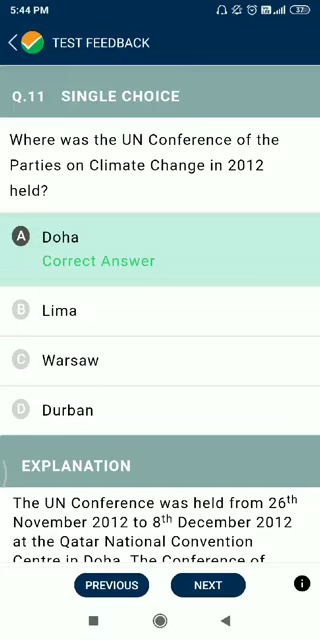 5:44 PM
37
TEST FEEDBACK
Q.11 SINGLE CHOICE
Where was the UN Conference of the
Parties on Climate Change in 2012
held?
A Doha
Correct Answer
B Lima
C Warsaw
D Durban
EXPLANATION
The UN Conference was held from 26th
November 2012 to 8th December 2012
at the Qatar National Convention
Centre in Doha. The Conference of
PREVIOUS NEXT